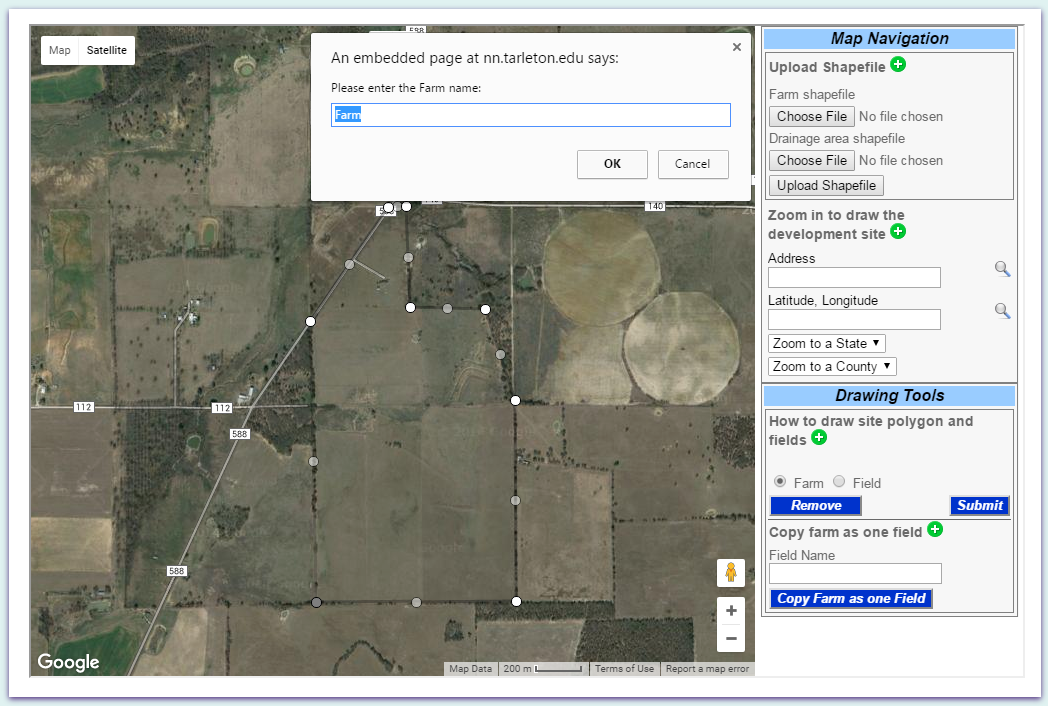 Map Satellite
588
An embedded page at nn.tarleton.edu says:
Please enter the Farm name:
Farm
OK Cancel
140
112
112
588
588
Google
Map Data 200 m Terms of Use Report a map error
Map Navigation
Upload Shapefile
Farm shapefile
Choose File No file chosen
Drainage area shapefile
Choose File No file chosen
Upload Shapefile
Zoom in to draw the
development site
Address
Latitude, Longitude
Zoom to a State
Zoom to a County
Drawing Tools
How to draw site polygon and
fields
Farm Field
Remove Submit
Copy farm as one field
Field Name
Copy Farm as one Field